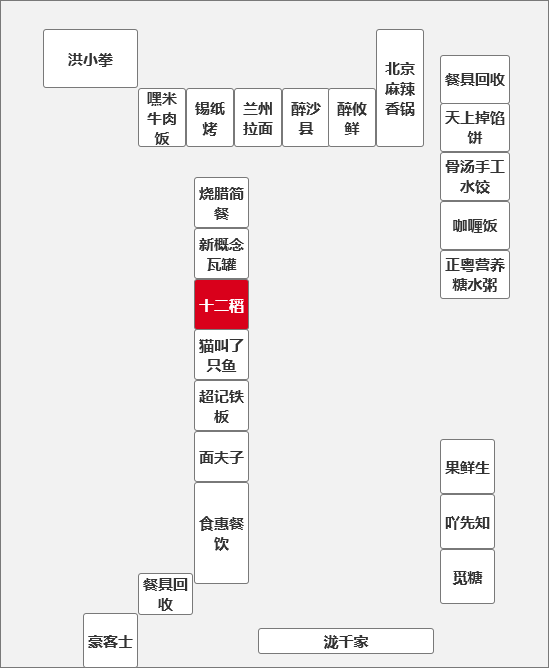 洪小拳
嘿米
牛肉
饭
锡纸
烤
兰州
拉面
醉沙
县
醉攸
鲜
北京
麻辣
香锅
餐具回收
天上掉馅
饼
骨汤手工
水饺
咖喱饭
正粤营养
糖水粥
烧腊简
餐
新概念
瓦罐
十二稻
猫叫了
只鱼
超记铁
板
面夫子
食惠餐
饮
餐具回
收
豪客士
泷千家
果鲜生
吖先知
觅糖